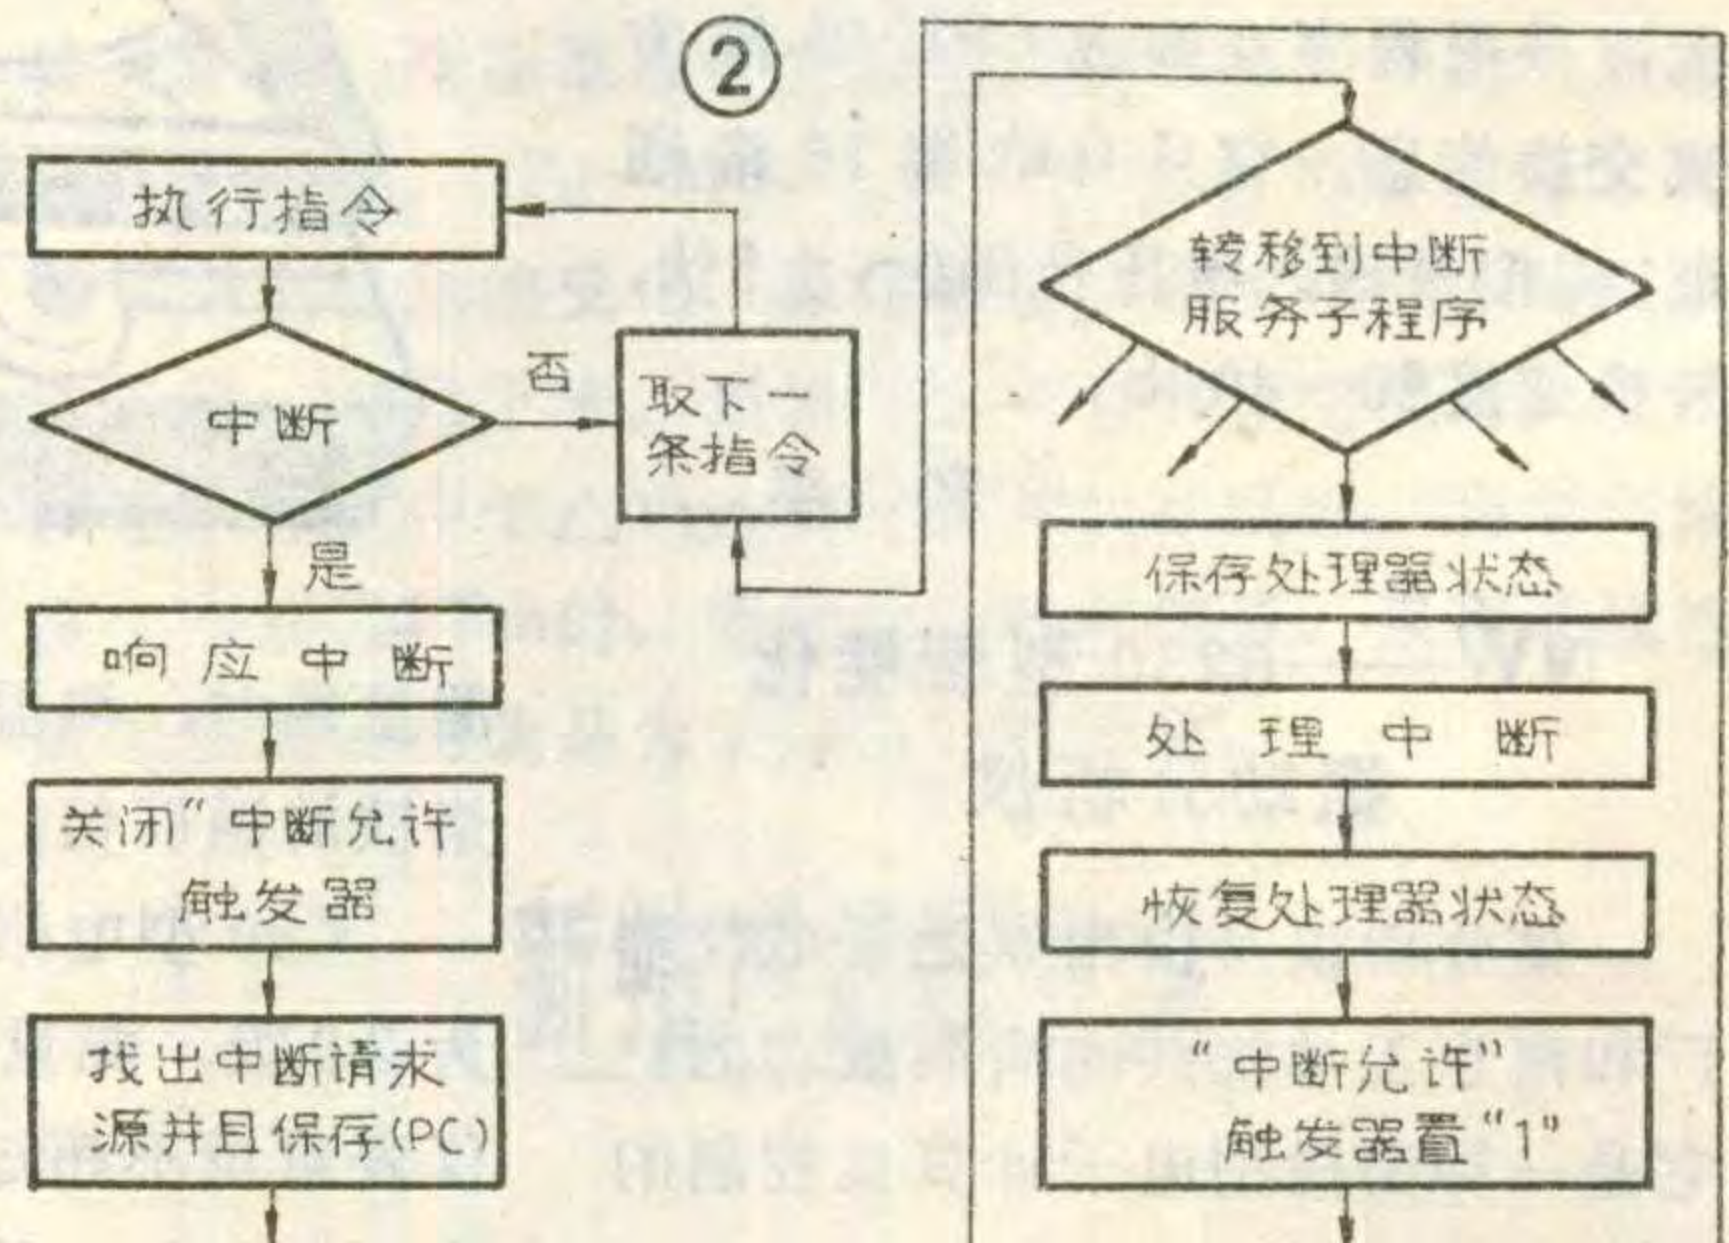 ②
执行指令
中断
否
取下一
条指令
是
响应中断
关闭“中断允许
触发器
找出中断请求
源并且保存(PC)
转移到中断
服务子程序
保存处理器状态
处理中断
恢复处理器状态
“中断允许”
触发器置“1”